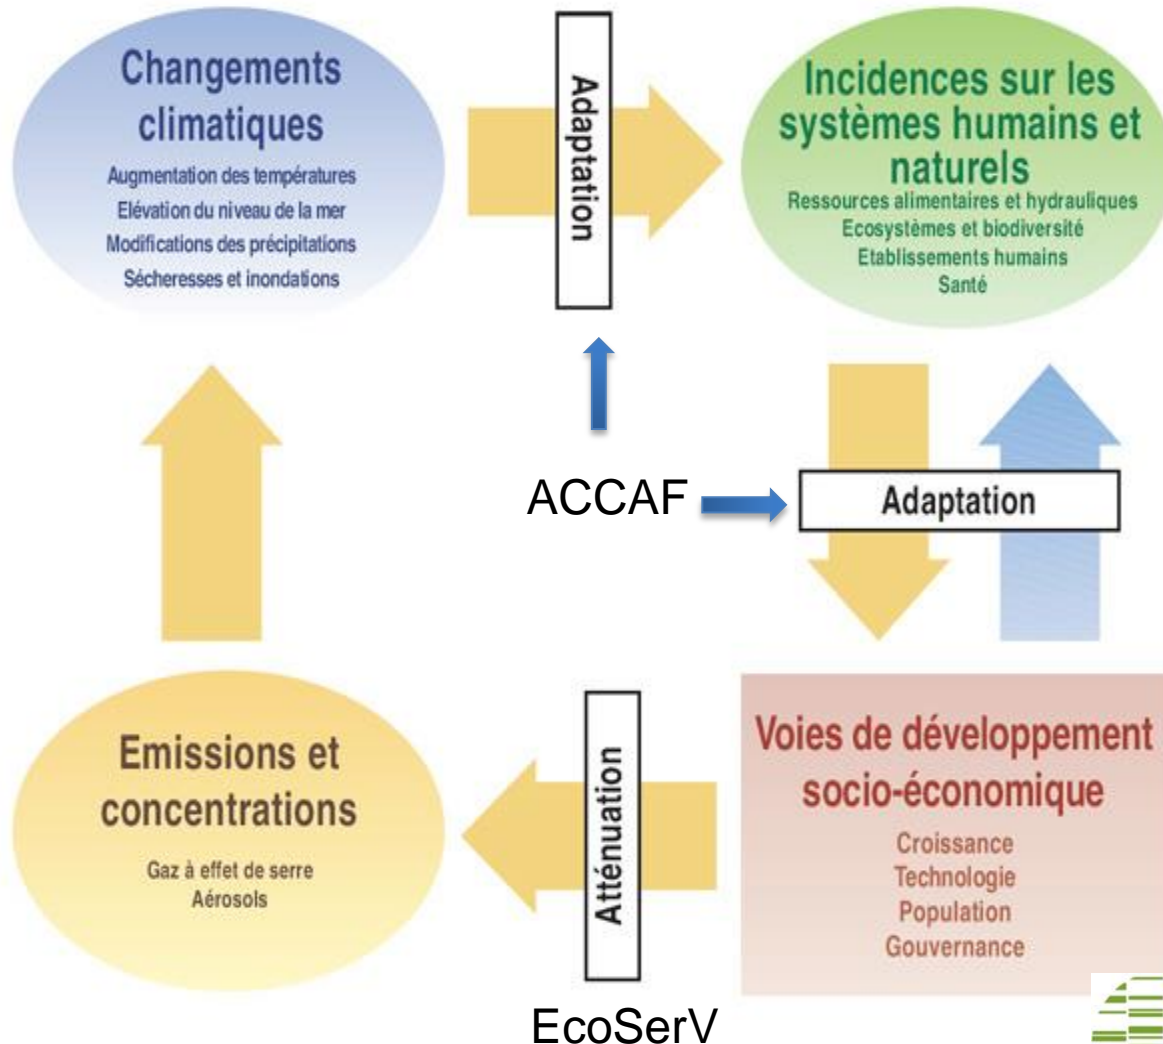 Changements
climatiques
Augmentation des températures
Elévation du niveau de la mer
Modifications des précipitations
Sécheresses et inondations
Adaptation
Incidences sur les
systèmes humains et
naturels
Ressources alimentaires et hydrauliques
Ecosystèmes et biodiversité
Etablissements humains
Santé
ACCAF
Adaptation
Emissions et
concentrations
Gaz à effet de serre
Aérosols
Atténuation
Voies de développement
socio-économique
Croissance
Technologie
Population
Gouvernance
EcoSerV